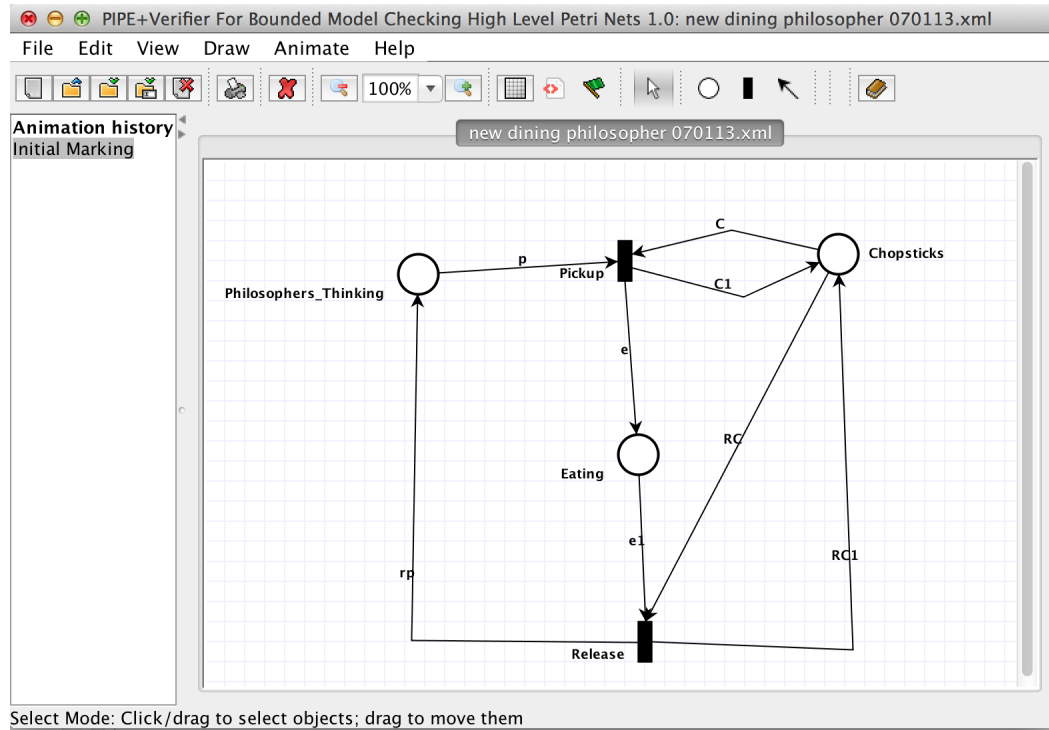 PIPE+Verifier For Bounded Model Checking High Level Petri Nets 1.0: new dining philosopher 070113.xml
File Edit View Draw Animate Help
100%
Animation history
Initial Marking
new dining philosopher 070113.xml
C
Chopsticks
p
Pickup
C1
Philosophers_Thinking
e
RC
Eating
e1
RC1
rp
Release
Select Mode: Click/drag to select objects; drag to move them